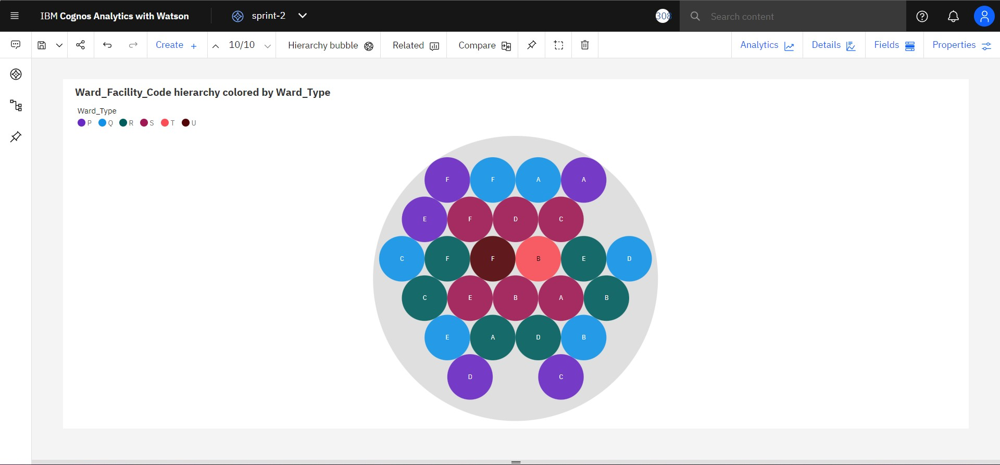 IBM Cognos Analytics with Watson
sprint-2
308
Search content
Create
10/10
Hierarchy bubble
Related
Compare
Analytics
Details
Fields
Properties
Ward_Facility_Code hierarchy colored by Ward_Type
Ward_Type
P Q R S T U
F F A A
E F D C
C F F B E D
C E B A B
E A D B
D C